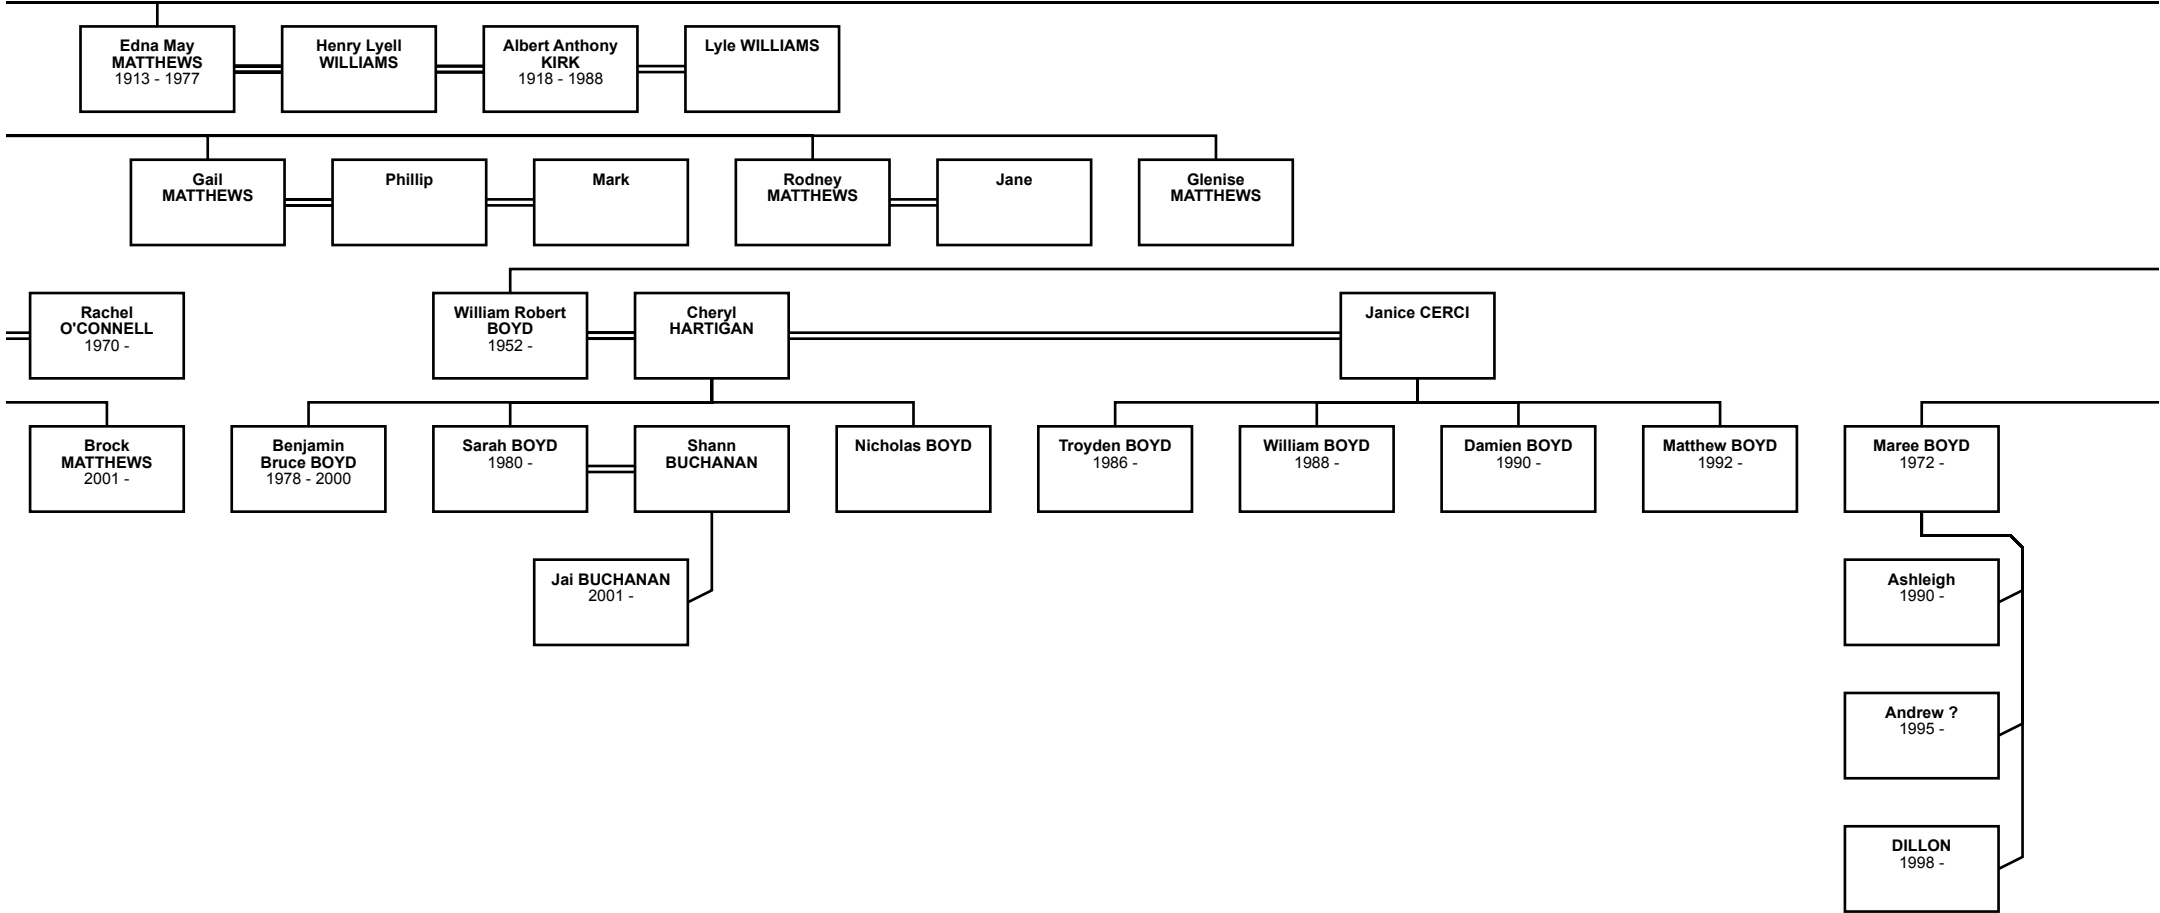 Edna May
MATTHEWS
1913 - 1977
Henry Lyell
WILLIAMS
Albert Anthony
KIRK
1918 - 1988
Lyle WILLIAMS
Gail
MATTHEWS
Phillip
Mark
Rodney
MATTHEWS
Jane
Glenise
MATTHEWS
Rachel
O'CONNELL
1970 -
William Robert
BOYD
1952 -
Cheryl
HARTIGAN
Janice CERCI
Brock
MATTHEWS
2001 -
Benjamin
Bruce BOYD
1978 - 2000
Sarah BOYD
1980 -
Shann
BUCHANAN
Nicholas BOYD
Troyden BOYD
1986 -
William BOYD
1988 -
Damien BOYD
1990 -
Matthew BOYD
1992 -
Maree BOYD
1972 -
Jai BUCHANAN
2001 -
Ashleigh
1990 -
Andrew ?
1995 -
DILLON
1998 -